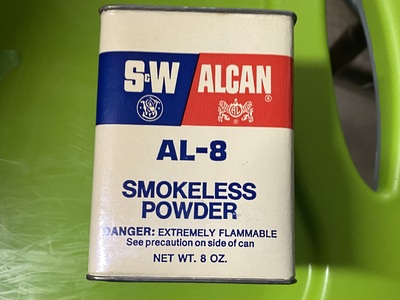 S&W ALCAN
®
AL-8
SMOKELESS
POWDER
DANGER: EXTREMELY FLAMMABLE
See precaution on side of can
NET WT. 8 OZ.